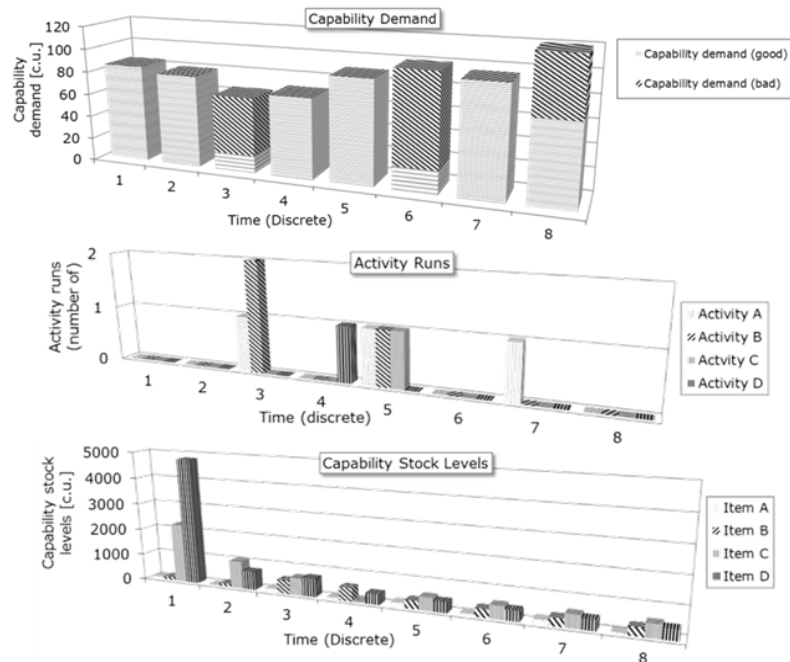 Capability Demand
Capability
demand [c.u.]
120
100
80
60
40
20
0
1 2 3 4 5 6 7 8
Time (Discrete)
Capability demand (good)
Capability demand (bad)
Activity Runs
Activity runs
(number of)
2
1
0
1 2 3 4 5 6 7 8
Time (discrete)
Activity A
Activity B
Activity C
Activity D
Capability Stock Levels
Capability stock
levels [c.u.]
5000
4000
3000
2000
1000
0
1 2 3 4 5 6 7 8
Time (Discrete)
Item A
Item B
Item C
Item D